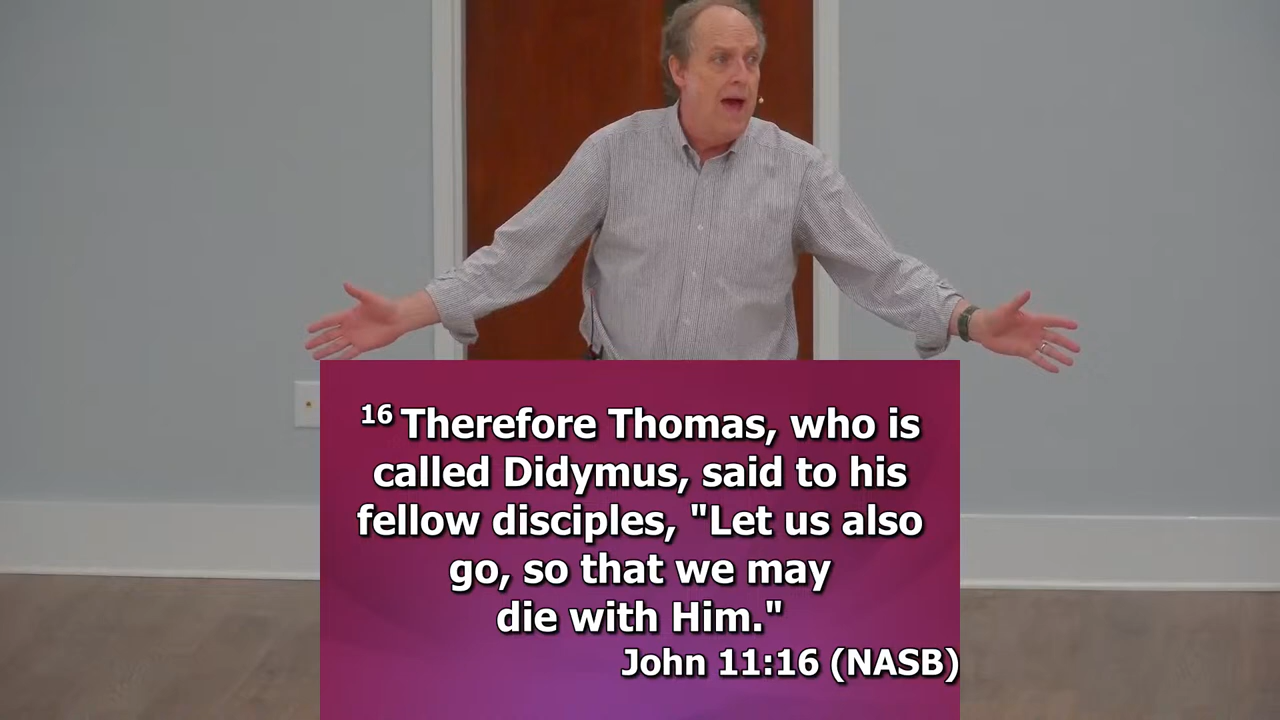 16 Therefore Thomas, who is
called Didymus, said to his
fellow disciples, "Let us also
go, so that we may
die with Him."
John 11:16 (NASB)